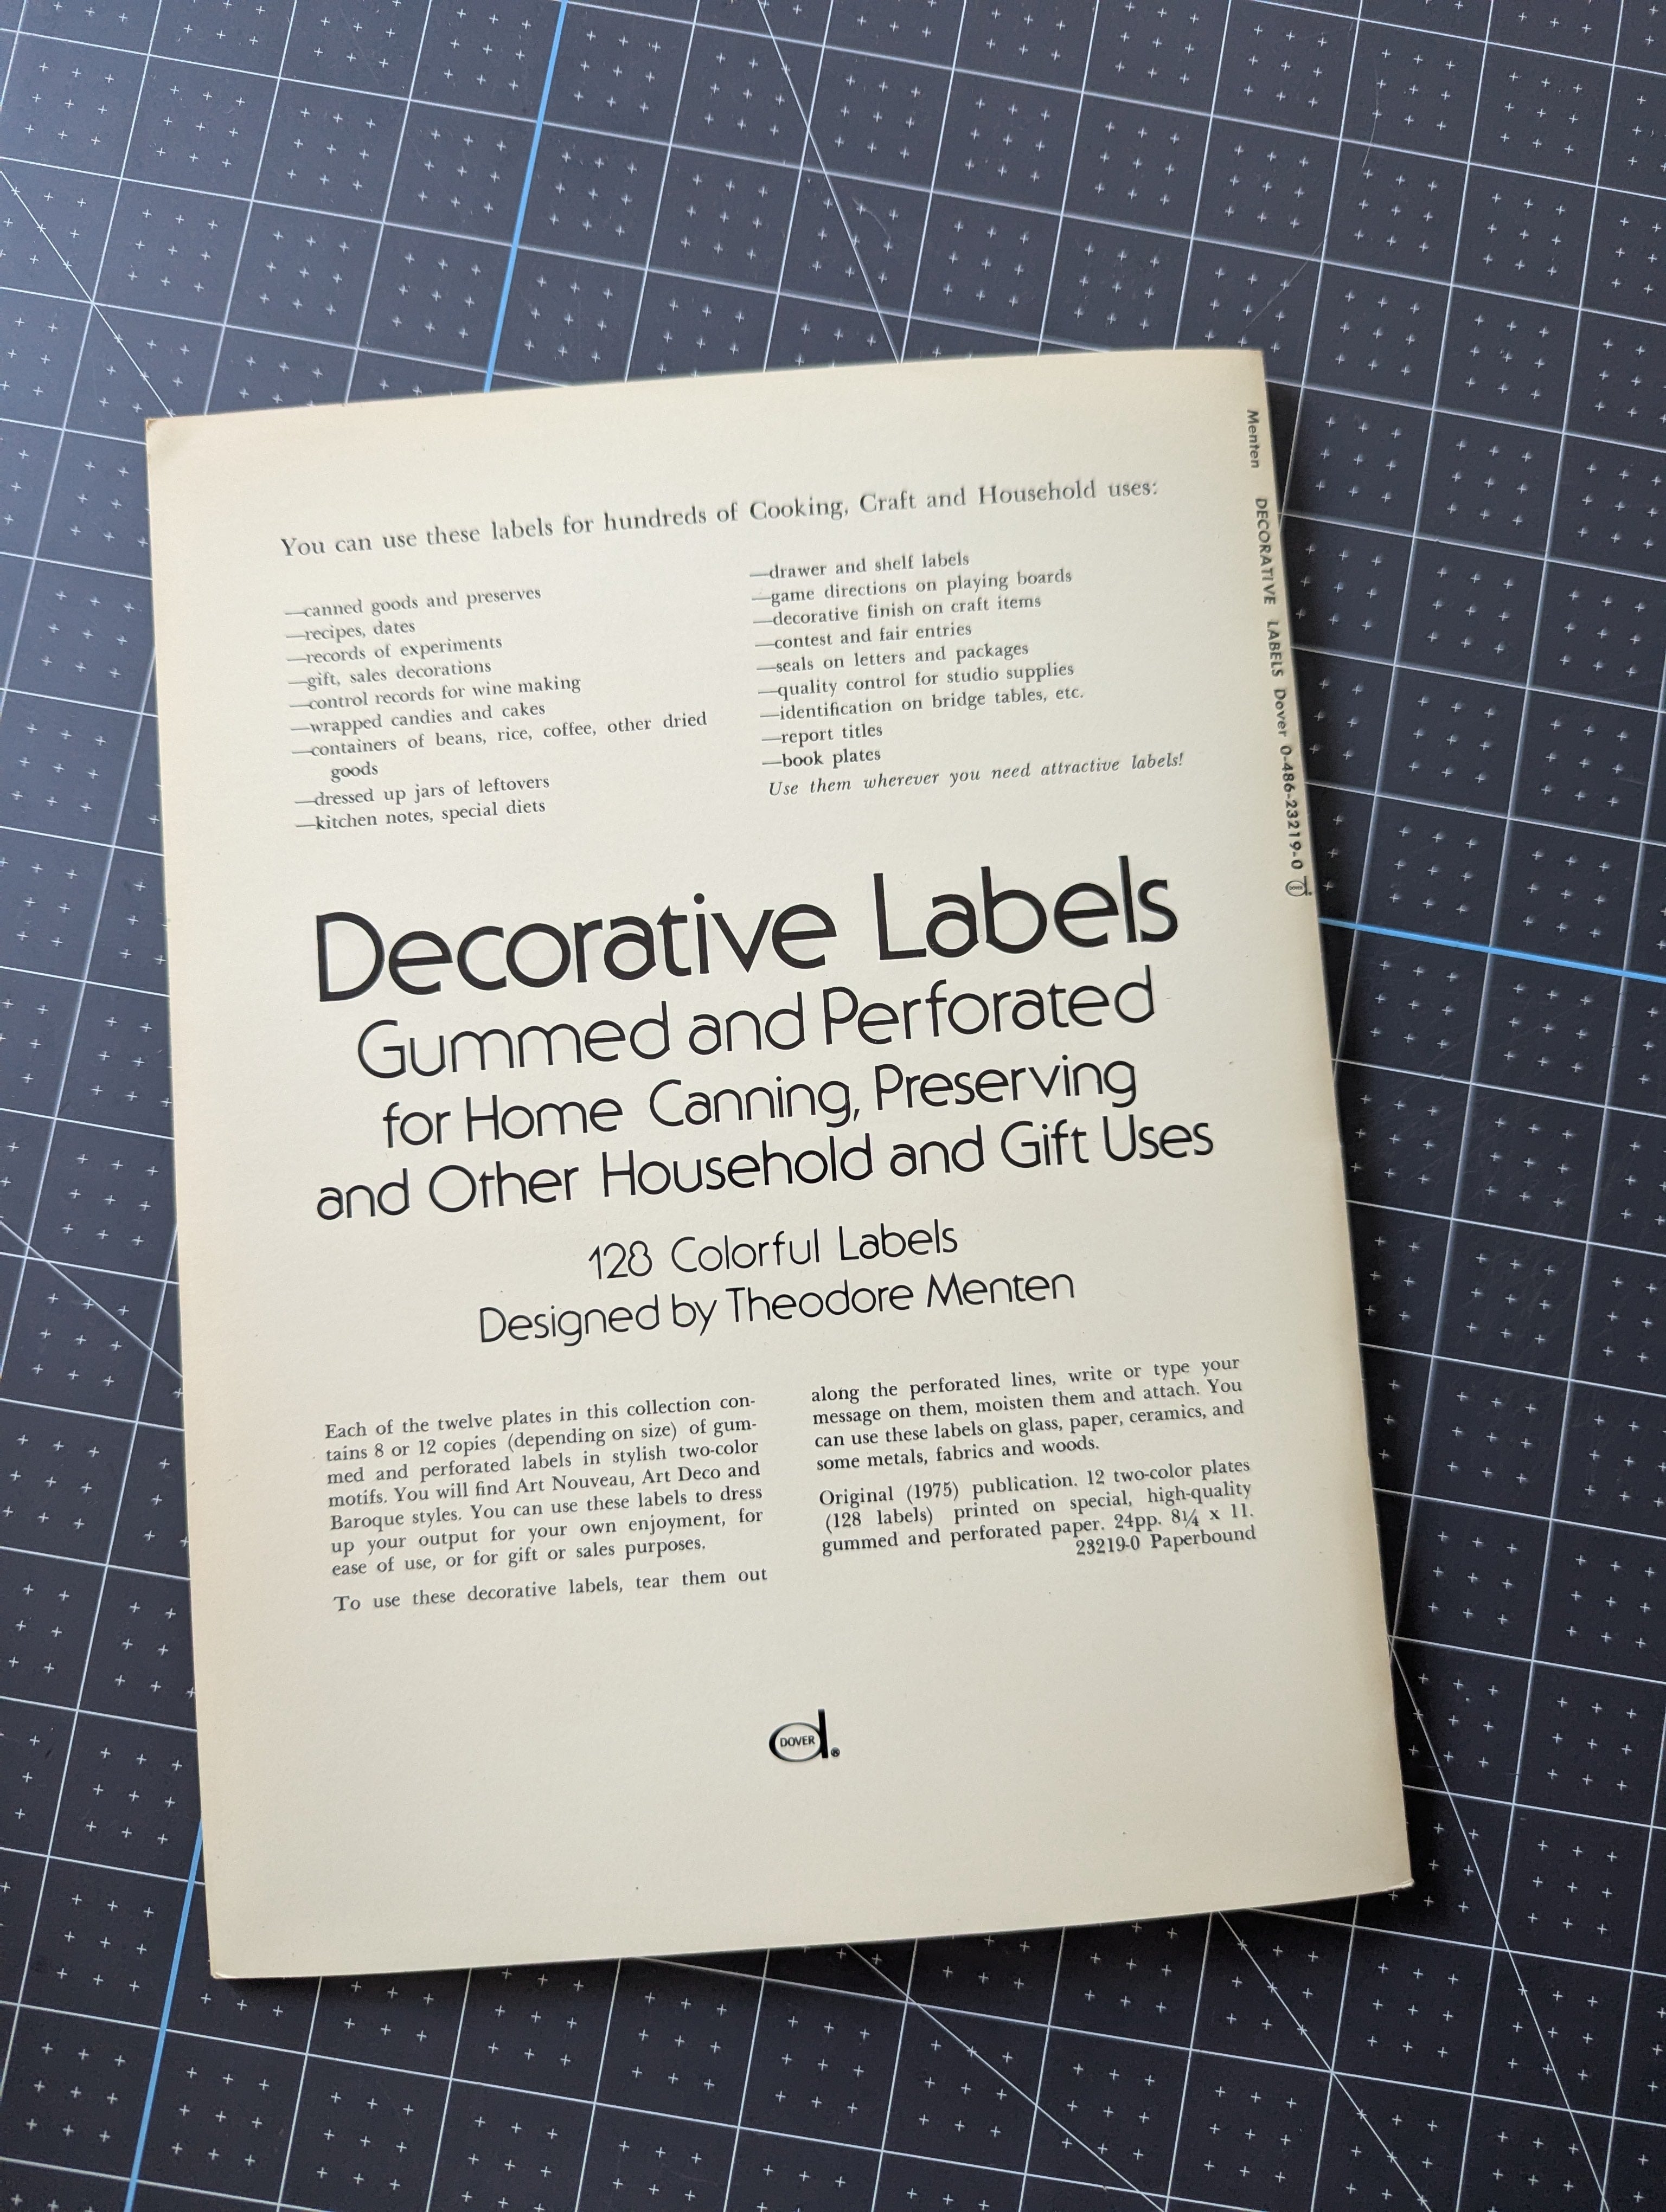 You can use these labels for hundreds of Cooking, Craft and Household uses:
—canned goods and preserves
—recipes, dates
—records of experiments
—gift, sales decorations
—control records for wine making
—wrapped candies and cakes
—containers of beans, rice, coffee, other dried
goods
—dressed up jars of leftovers
—kitchen notes, special diets
—drawer and shelf labels
—game directions on playing boards
—decorative finish on craft items
—contest and fair entries
—seals on letters and packages
—quality control for studio supplies
—identification on bridge tables, etc.
—report titles
—book plates
Use them wherever you need attractive labels!
Decorative Labels
Gummed and Perforated
for Home Canning, Preserving
and Other Household and Gift Uses
128 Colorful Labels
Designed by Theodore Menten
Each of the twelve plates in this collection con-
tains 8 or 12 copies (depending on size) of gum-
med and perforated labels in stylish two-color
motifs. You will find Art Nouveau, Art Deco and
Baroque styles. You can use these labels to dress
up your output for your own enjoyment, for
ease of use, or for gift or sales purposes.
To use these decorative labels, tear them out
along the perforated lines, write or type your
message on them, moisten them and attach. You
can use these labels on glass, paper, ceramics, and
some metals, fabrics and woods.
Original (1975) publication. 12 two-color plates
(128 labels) printed on special, high-quality
gummed and perforated paper. 24pp. 8¼ x 11.
23219-0 Paperbound
DOVER ®
Menten DECORATIVE LABELS Dover 0-486-23219-0 DOVER